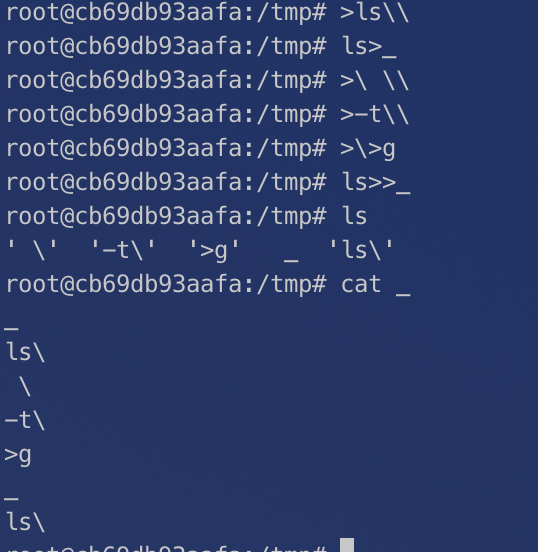 root@cb69db93aafa:/tmp# >ls\\
root@cb69db93aafa:/tmp# ls>_
root@cb69db93aafa:/tmp# >\ \\
root@cb69db93aafa:/tmp# >-t\\
root@cb69db93aafa:/tmp# >\>g
root@cb69db93aafa:/tmp# ls>>_
root@cb69db93aafa:/tmp# ls
' \'  '-t\'  '>g'   _  'ls\'
root@cb69db93aafa:/tmp# cat _
_
ls\
 \
-t\
>g
_
ls\
root@cb69db93aafa:/tmp#